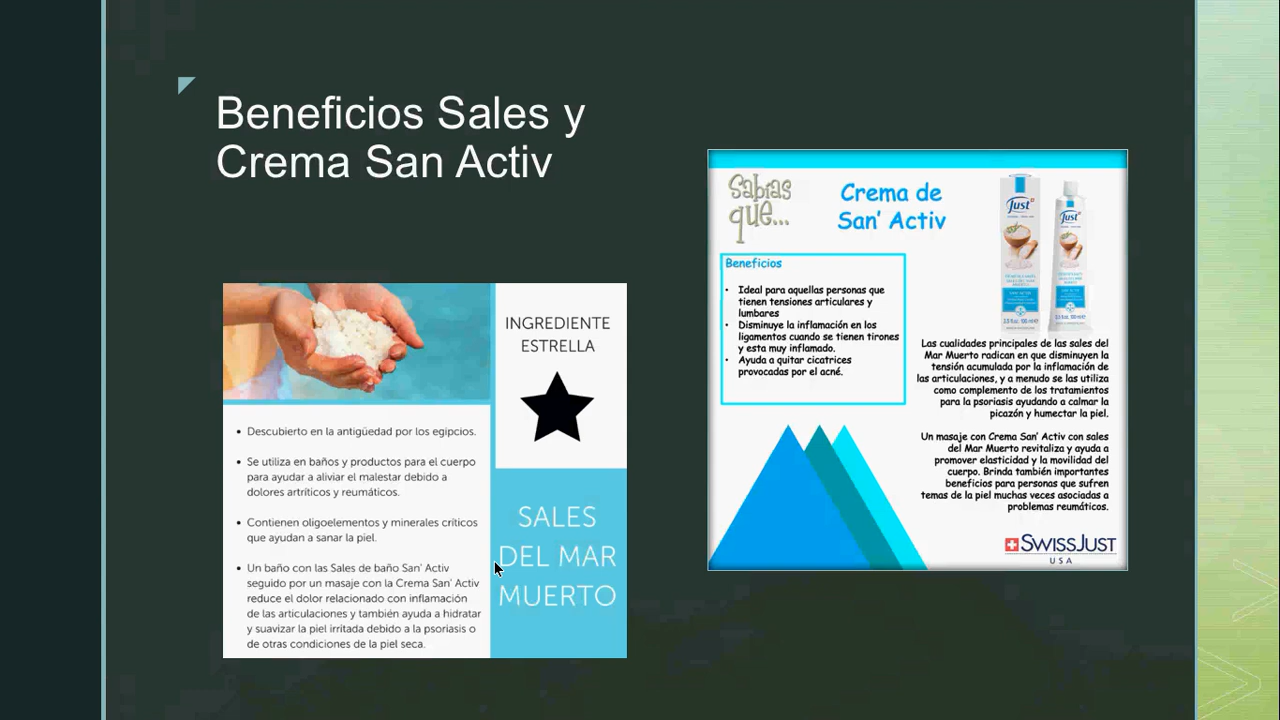 Beneficios Sales y
Crema San Activ
INGREDIENTE
ESTRELLA
• Descubierto en la antigüedad por los egipcios.
• Se utiliza en baños y productos para el cuerpo
para ayudar a aliviar el malestar debido a
dolores artríticos y reumáticos.
• Contienen oligoelementos y minerales críticos
que ayudan a sanar la piel.
• Un baño con las Sales de baño San' Activ
seguido por un masaje con la Crema San' Activ
reduce el dolor relacionado con inflamación
de las articulaciones y también ayuda a hidratar
y suavizar la piel irritada debido a la psoriasis o
de otras condiciones de la piel seca.
SALES
DEL MAR
MUERTO
Sabias
que...
Crema de
San' Activ
Just
Just
Beneficios
• Ideal para aquellas personas que
tienen tensiones articulares y
lumbares
• Disminuye la inflamación en los
ligamentos cuando se tienen tirones
y esta muy inflamado.
• Ayuda a quitar cicatrices
provocadas por el acné.
Las cualidades principales de las sales del
Mar Muerto radican en que disminuyen la
tensión acumulada por la inflamación de
las articulaciones, y a menudo se las utiliza
como complemento de los tratamientos
para la psoriasis ayudando a calmar la
picazón y humectar la piel.
Un masaje con Crema San' Activ con sales
del Mar Muerto revitaliza y ayuda a
promover elasticidad y la movilidad del
cuerpo. Brinda también importantes
beneficios para personas que sufren
temas de la piel muchas veces asociadas a
problemas reumáticos.
SWISSJUST
USA